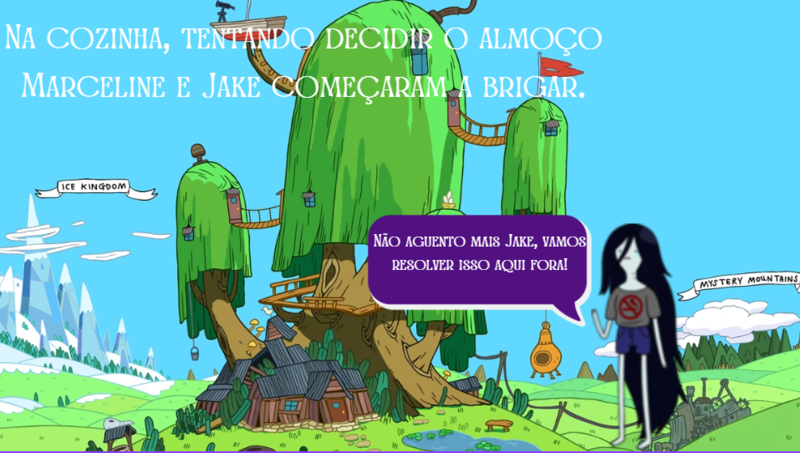 Na cozinha, tentando decidir o almoço
Marceline e Jake começaram a brigar.
ICE KINGDOM
Não aguento mais Jake, vamos
resolver isso aqui fora!
MYSTERY MOUNTAINS